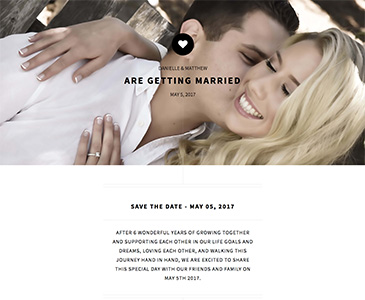 DANIELLE & MATTHEW
ARE GETTING MARRIED
MAY 5, 2017
SAVE THE DATE - MAY 05, 2017
AFTER 6 WONDERFUL YEARS OF GROWING TOGETHER
AND SUPPORTING EACH OTHER IN OUR LIFE GOALS AND
DREAMS, LOVING EACH OTHER, AND WALKING THIS
JOURNEY HAND IN HAND, WE ARE EXCITED TO SHARE
THIS SPECIAL DAY WITH OUR FRIENDS AND FAMILY ON
MAY 5TH 2017.